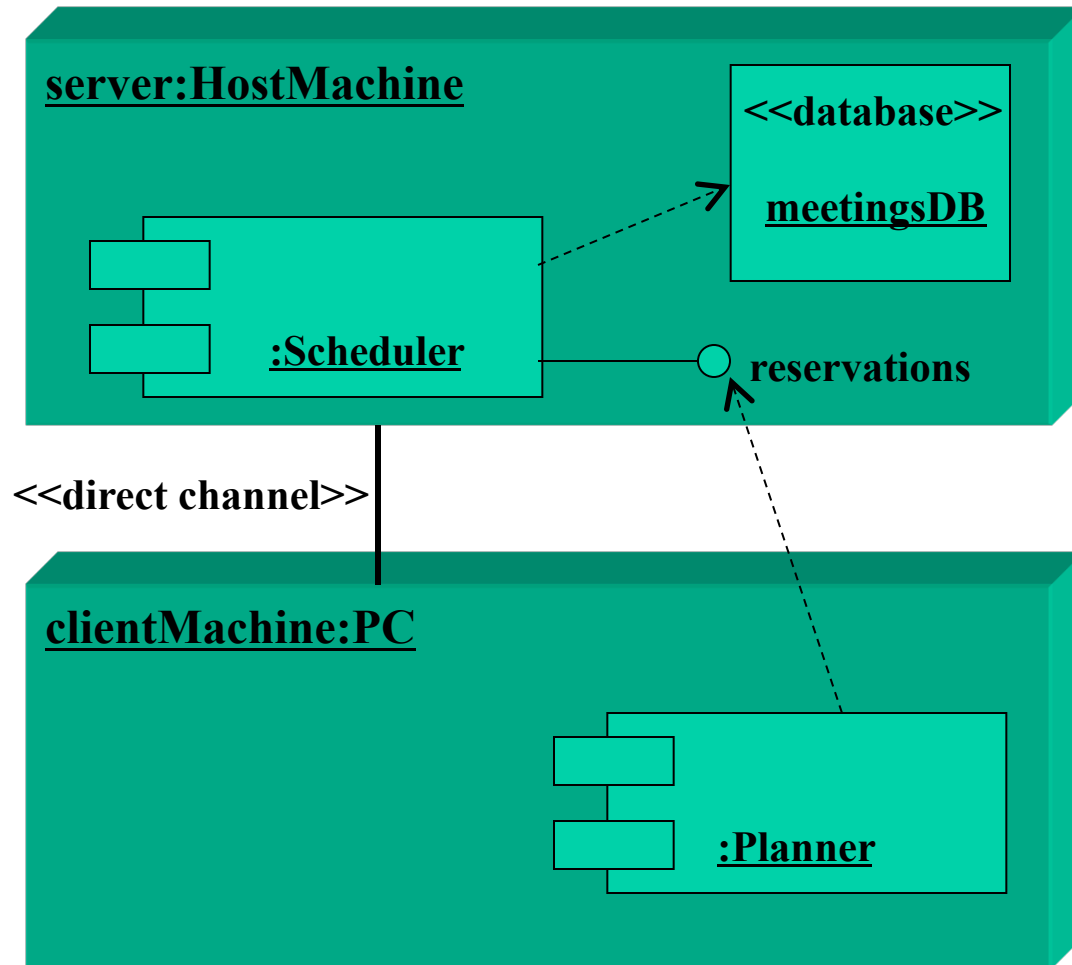 server:HostMachine
<<database>>
meetingsDB
:Scheduler
reservations
<<direct channel>>
clientMachine:PC
:Planner